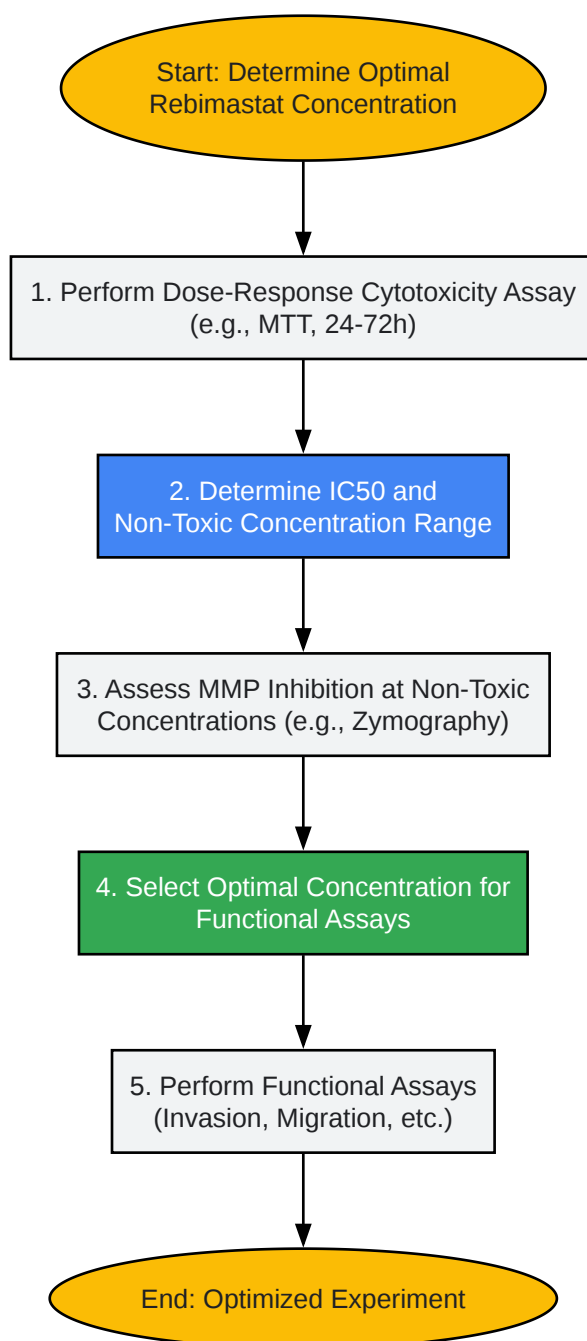 Start: Determine Optimal
Rebimastat Concentration
1. Perform Dose-Response Cytotoxicity Assay
(e.g., MTT, 24-72h)
2. Determine IC50 and
Non-Toxic Concentration Range
3. Assess MMP Inhibition at Non-Toxic
Concentrations (e.g., Zymography)
4. Select Optimal Concentration for
Functional Assays
5. Perform Functional Assays
(Invasion, Migration, etc.)
End: Optimized Experiment